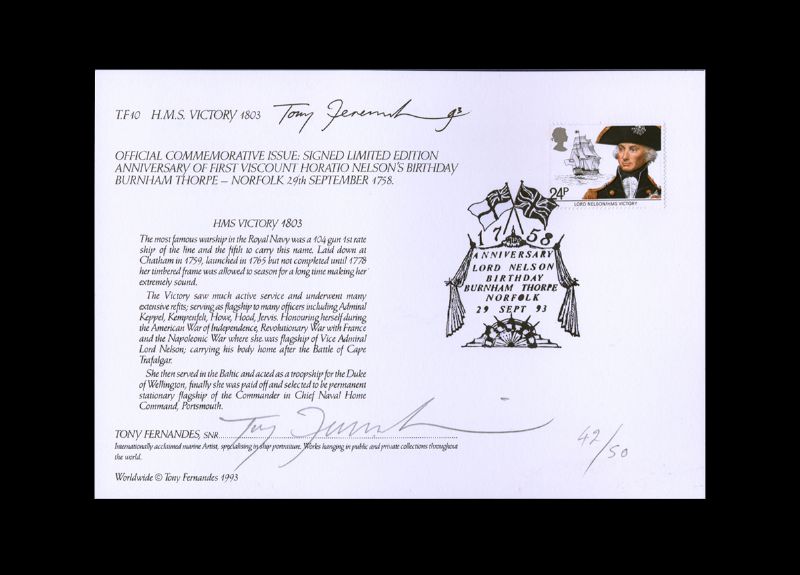 T.F 10 H.M.S. VICTORY 1803 Tony Fernandes 93
OFFICIAL COMMEMORATIVE ISSUE: SIGNED LIMITED EDITION
ANNIVERSARY OF FIRST VISCOUNT HORATIO NELSON'S BIRTHDAY
BURNHAM THORPE – NORFOLK 29th SEPTEMBER 1758.
24P
LORD NELSON/HMS VICTORY
HMS VICTORY 1803
The most famous warship in the Royal Navy was a 104 gun 1st rate
ship of the line and the fifth to carry this name. Laid down at
Chatham in 1759, launched in 1765 but not completed until 1778
her timbered frame was allowed to season for a long time making her
extremely sound.
The Victory saw much active service and underwent many
extensive refits; serving as flagship to many officers including Admiral
Keppel, Kempenfelt, Howe, Hood, Jervis. Honouring herself during
the American War of Independence, Revolutionary War with France
and the Napoleonic War where she was flagship of Vice Admiral
Lord Nelson; carrying his body home after the Battle of Cape
Trafalgar.
She then served in the Baltic and acted as a troopship for the Duke
of Wellington, finally she was paid off and selected to be permanent
stationary flagship of the Commander in Chief Naval Home
Command, Portsmouth.
1758
ANNIVERSARY
LORD NELSON
BIRTHDAY
BURNHAM THORPE
NORFOLK
29 SEPT 93
TONY FERNANDES, SNR. Tony Fernandes
Internationally acclaimed marine Artist, specialising in ship portraiture. Works hanging in public and private collections throughout
the world.
42/50
Worldwide © Tony Fernandes 1993